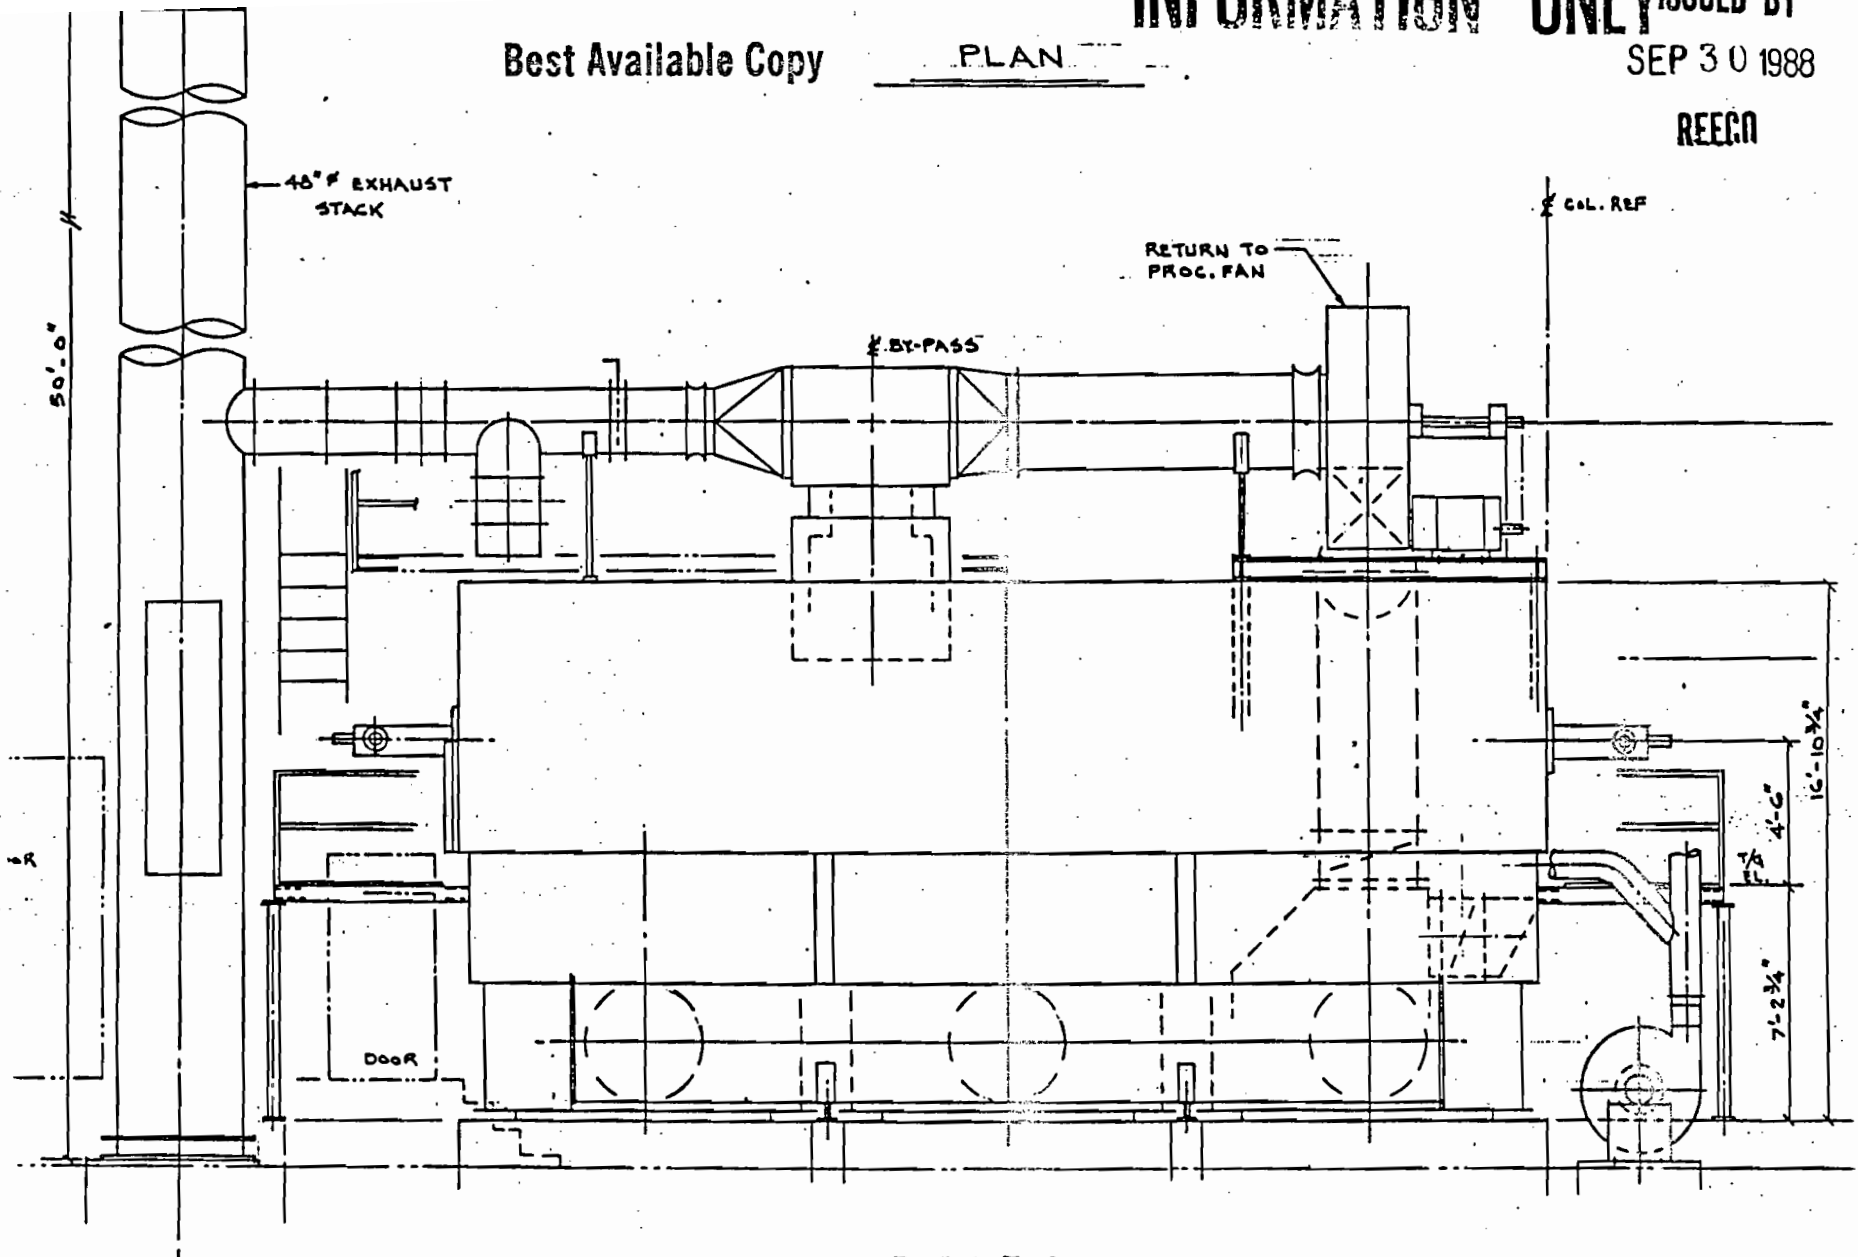 INFORMATION ONLY ISSUED BY
Best Available Copy
PLAN
SEP 30 1988
REECO
48"ø EXHAUST
STACK
℄ COL. REF
RETURN TO
PROC. FAN
℄ BY-PASS
50'-0"
16'-10¾"
4'-6"
T/G
EL.
7'-2¾"
DOOR